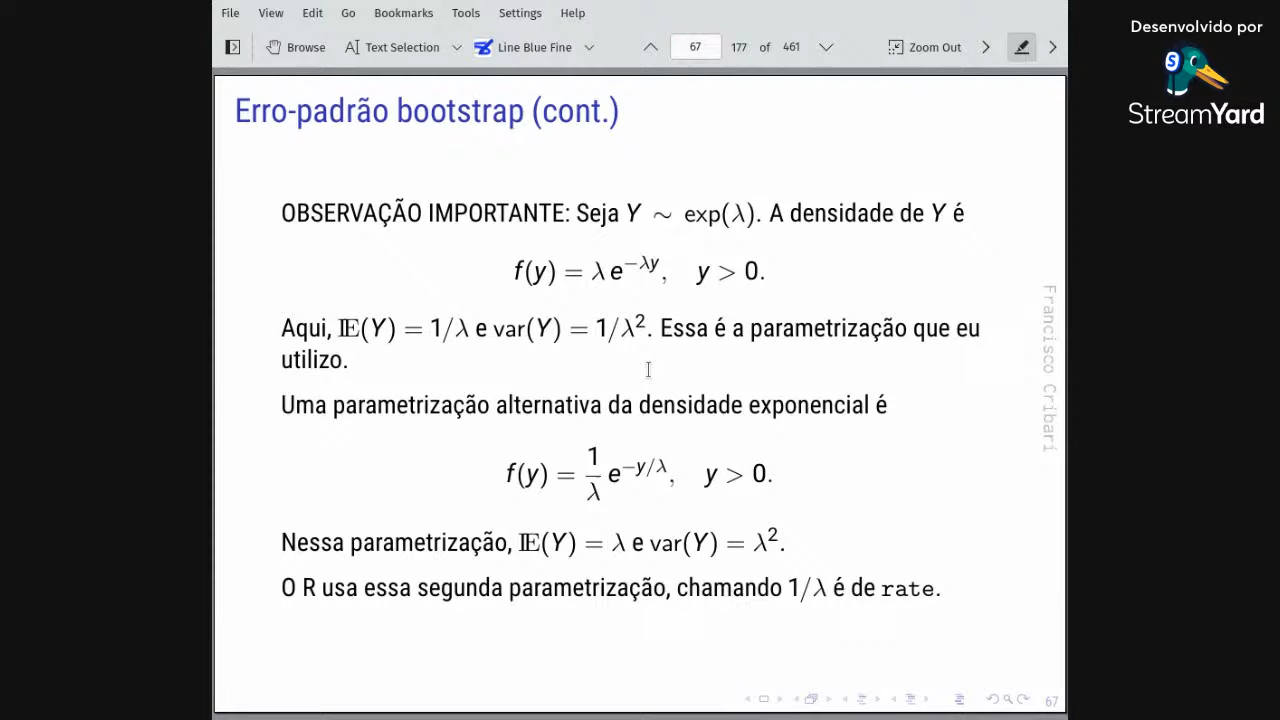 File View Edit Go Bookmarks Tools Settings Help
Desenvolvido por
Browse Text Selection Line Blue Fine 67 177 of 461 Zoom Out
StreamYard
Erro-padrão bootstrap (cont.)
OBSERVAÇÃO IMPORTANTE: Seja Y ∼ exp(λ). A densidade de Y é
f(y) = λ e^{−λy}, y > 0.
Aqui, 𝔼(Y) = 1/λ e var(Y) = 1/λ². Essa é a parametrização que eu
utilizo.
Uma parametrização alternativa da densidade exponencial é
f(y) = 1/λ e^{−y/λ}, y > 0.
Nessa parametrização, 𝔼(Y) = λ e var(Y) = λ².
O R usa essa segunda parametrização, chamando 1/λ é de rate.
Francisco Cribari
67